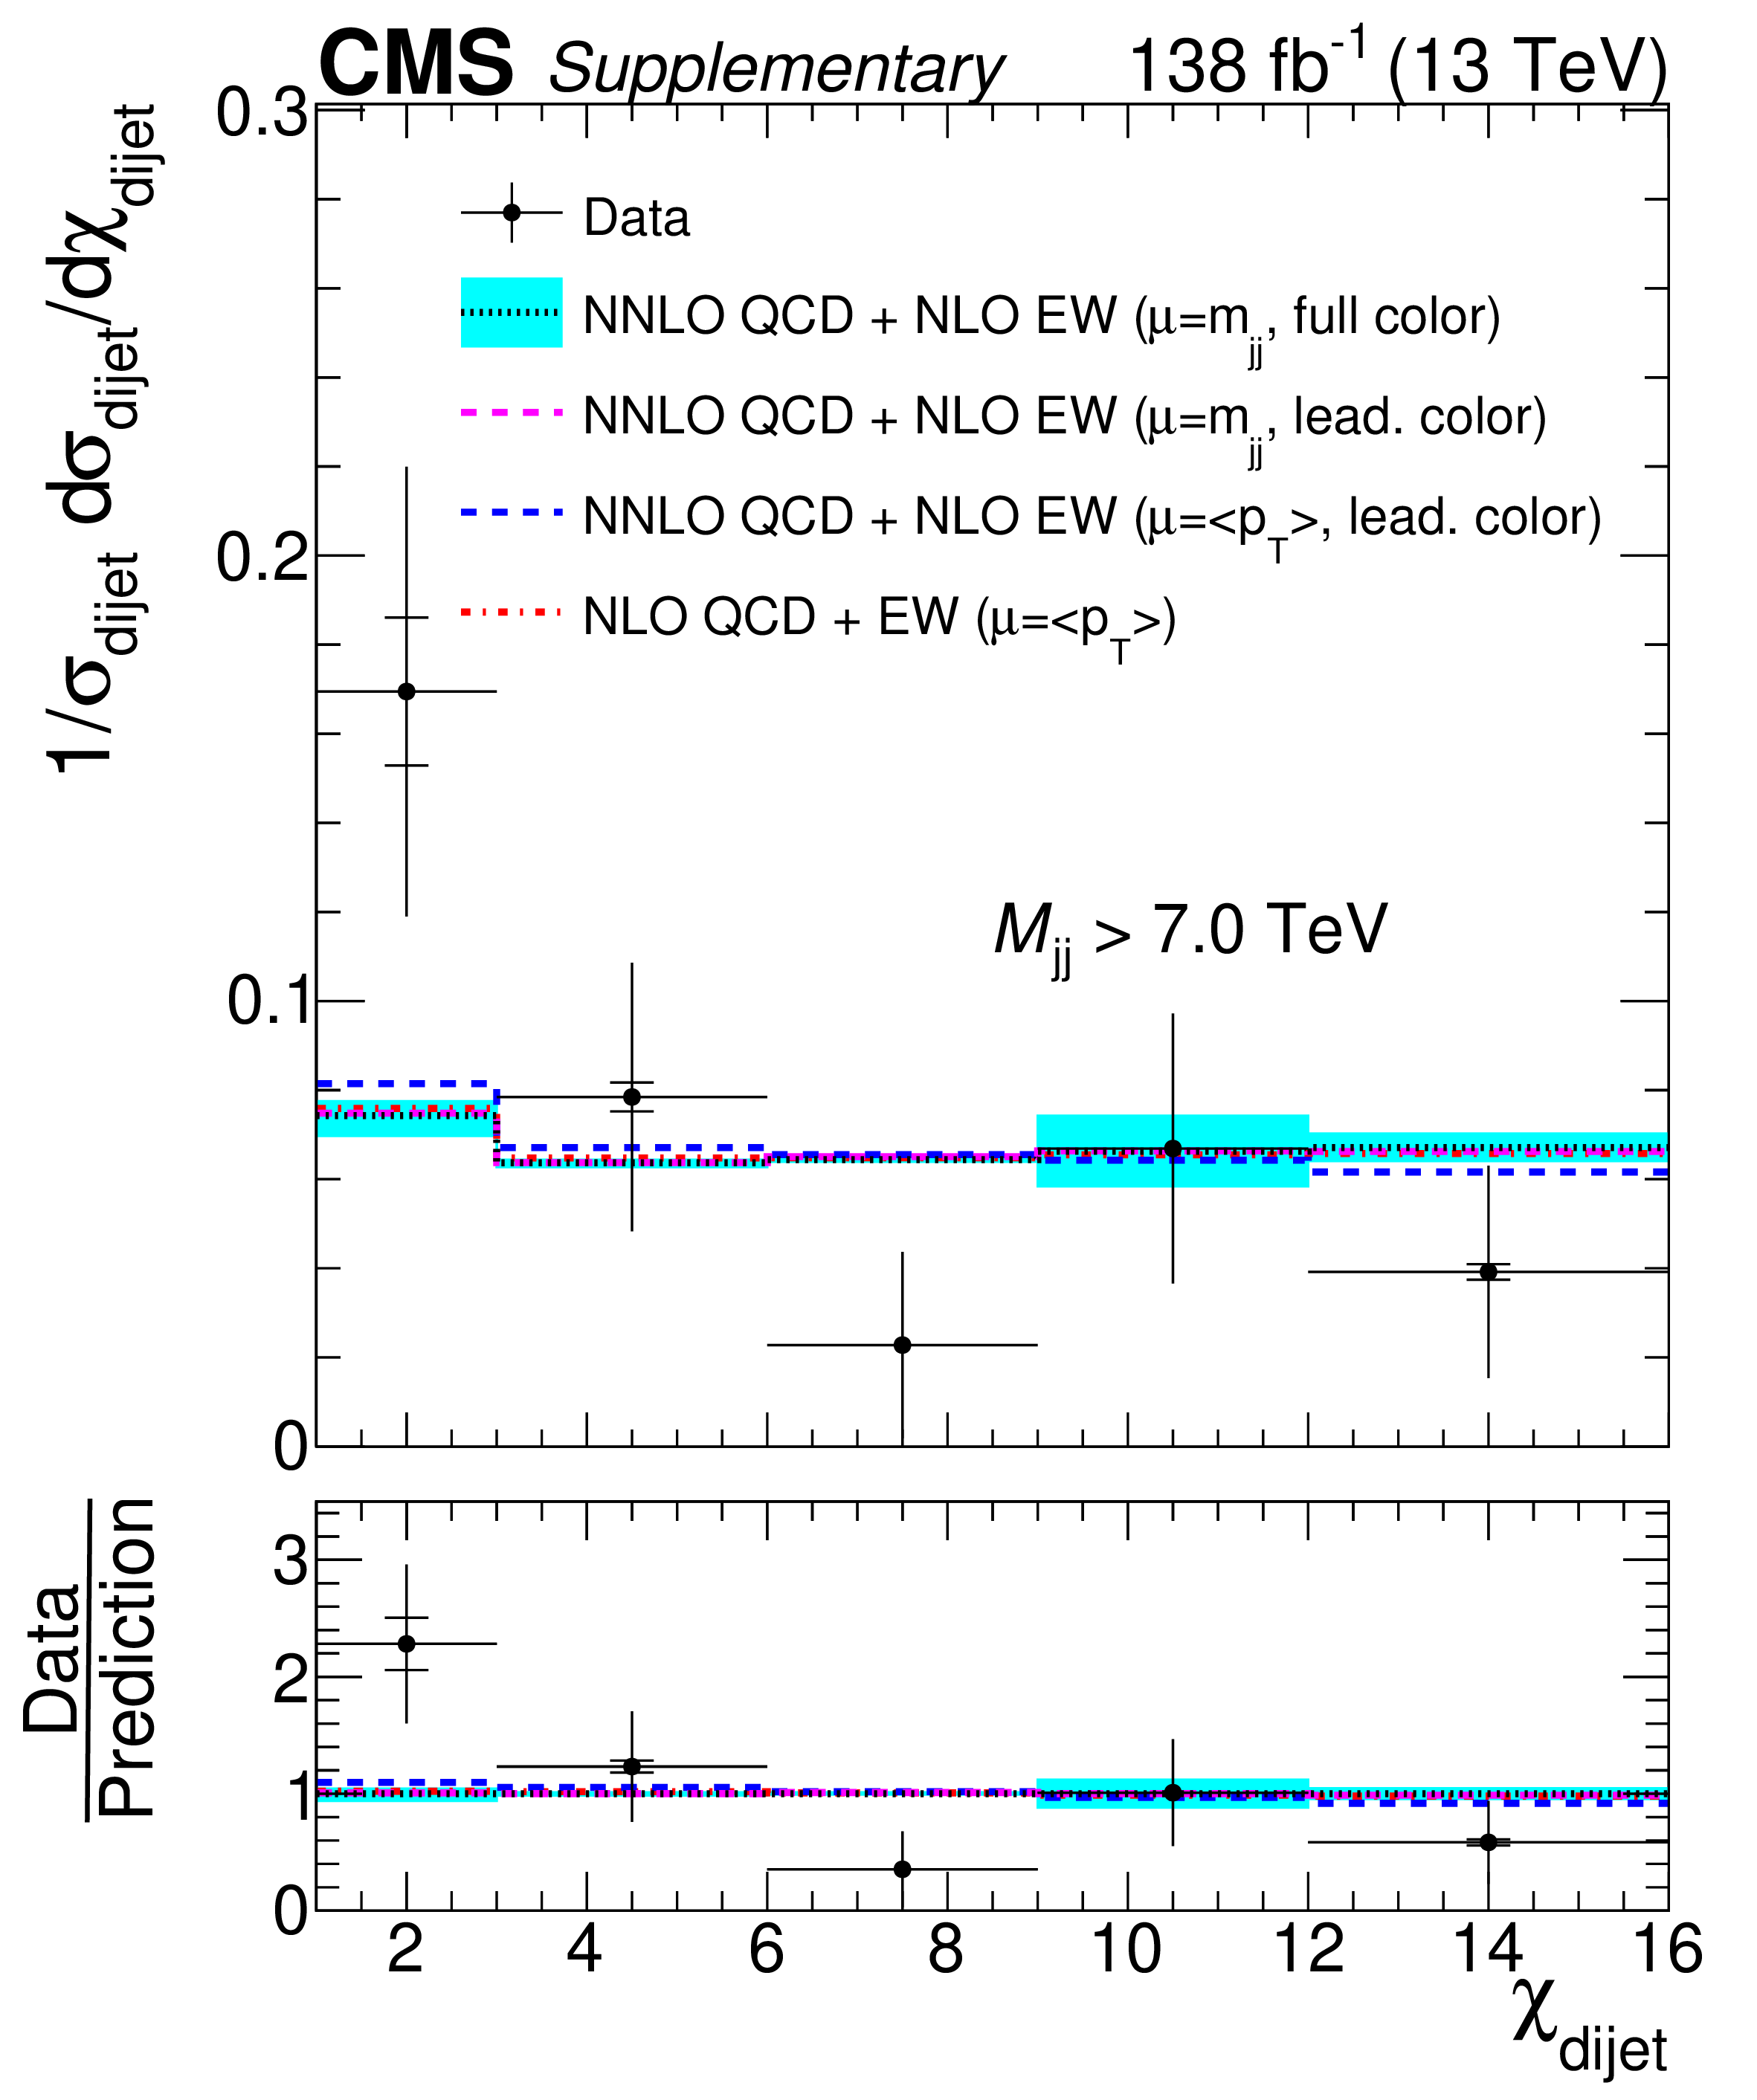 CMS Supplementary 138 fb-1 (13 TeV)
1/σdijet dσdijet/dχdijet
0.3
0.2
0.1
0
Data
NNLO QCD + NLO EW (μ=mjj, full color)
NNLO QCD + NLO EW (μ=mjj, lead. color)
NNLO QCD + NLO EW (μ=<pT>, lead. color)
NLO QCD + EW (μ=<pT>)
Mjj > 7.0 TeV
Data
Prediction
3
2
1
0
2 4 6 8 10 12 14 16
χdijet